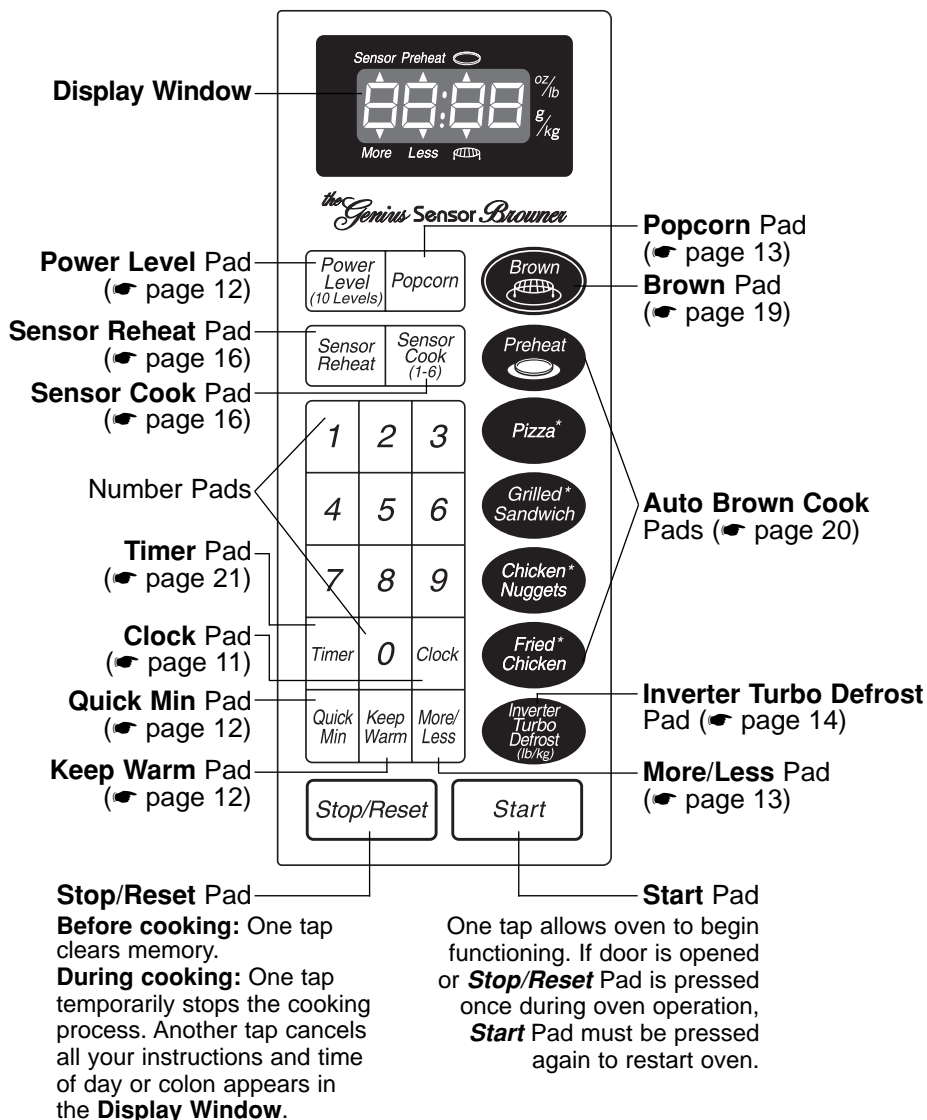 Sensor Preheat
Display Window
88:88
oz/lb
g/kg
More Less
the Genius Sensor Browner
Popcorn Pad
(☛ page 13)
Power Level Pad
(☛ page 12)
Power
Level
(10 Levels)
Popcorn
Brown
Brown Pad
(☛ page 19)
Sensor Reheat Pad
(☛ page 16)
Sensor
Reheat
Sensor
Cook
(1-6)
Preheat
Sensor Cook Pad
(☛ page 16)
1 2 3
Pizza*
Number Pads
4 5 6
Grilled*
Sandwich
Auto Brown Cook
Pads (☛ page 20)
Timer Pad
(☛ page 21)
7 8 9
Chicken*
Nuggets
Clock Pad
(☛ page 11)
Timer 0 Clock
Fried*
Chicken
Quick Min Pad
(☛ page 12)
Quick
Min
Keep
Warm
More/
Less
Inverter
Turbo
Defrost
(lb/kg)
Inverter Turbo Defrost
Pad (☛ page 14)
Keep Warm Pad
(☛ page 12)
More/Less Pad
(☛ page 13)
Stop/Reset
Start
Stop/Reset Pad
Before cooking: One tap
clears memory.
During cooking: One tap
temporarily stops the cooking
process. Another tap cancels
all your instructions and time
of day or colon appears in
the Display Window.
Start Pad
One tap allows oven to begin
functioning. If door is opened
or Stop/Reset Pad is pressed
once during oven operation,
Start Pad must be pressed
again to restart oven.